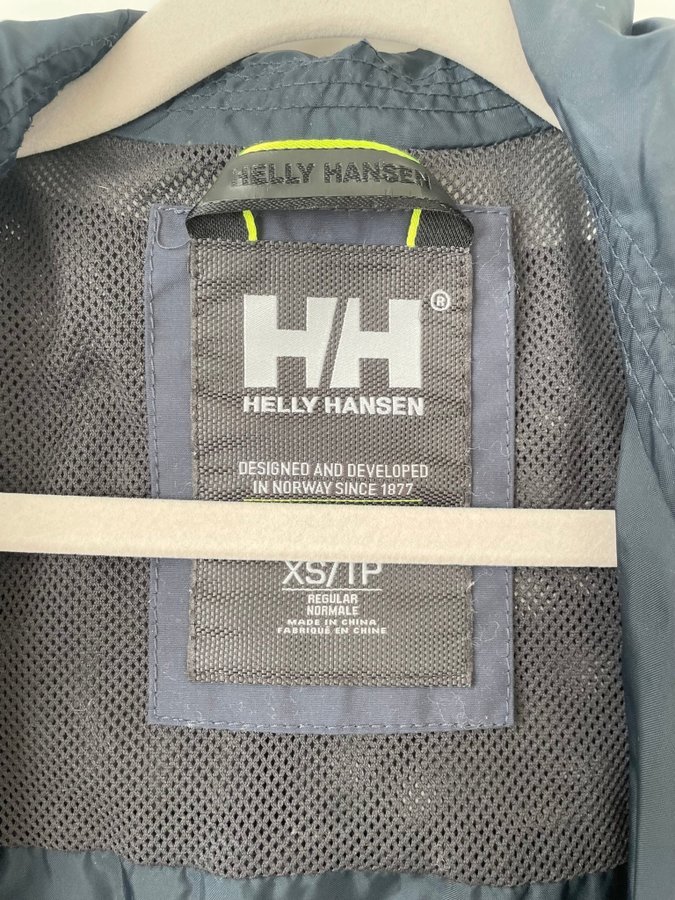 HELLY HANSEN
HH®
HELLY HANSEN
DESIGNED AND DEVELOPED
IN NORWAY SINCE 1877
XS/TP
REGULAR
NORMALE
MADE IN CHINA
FABRIQUÉ EN CHINE